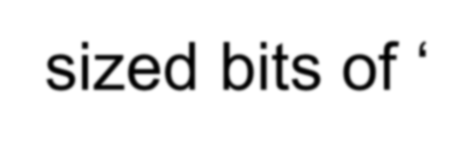 sized bits of ‘